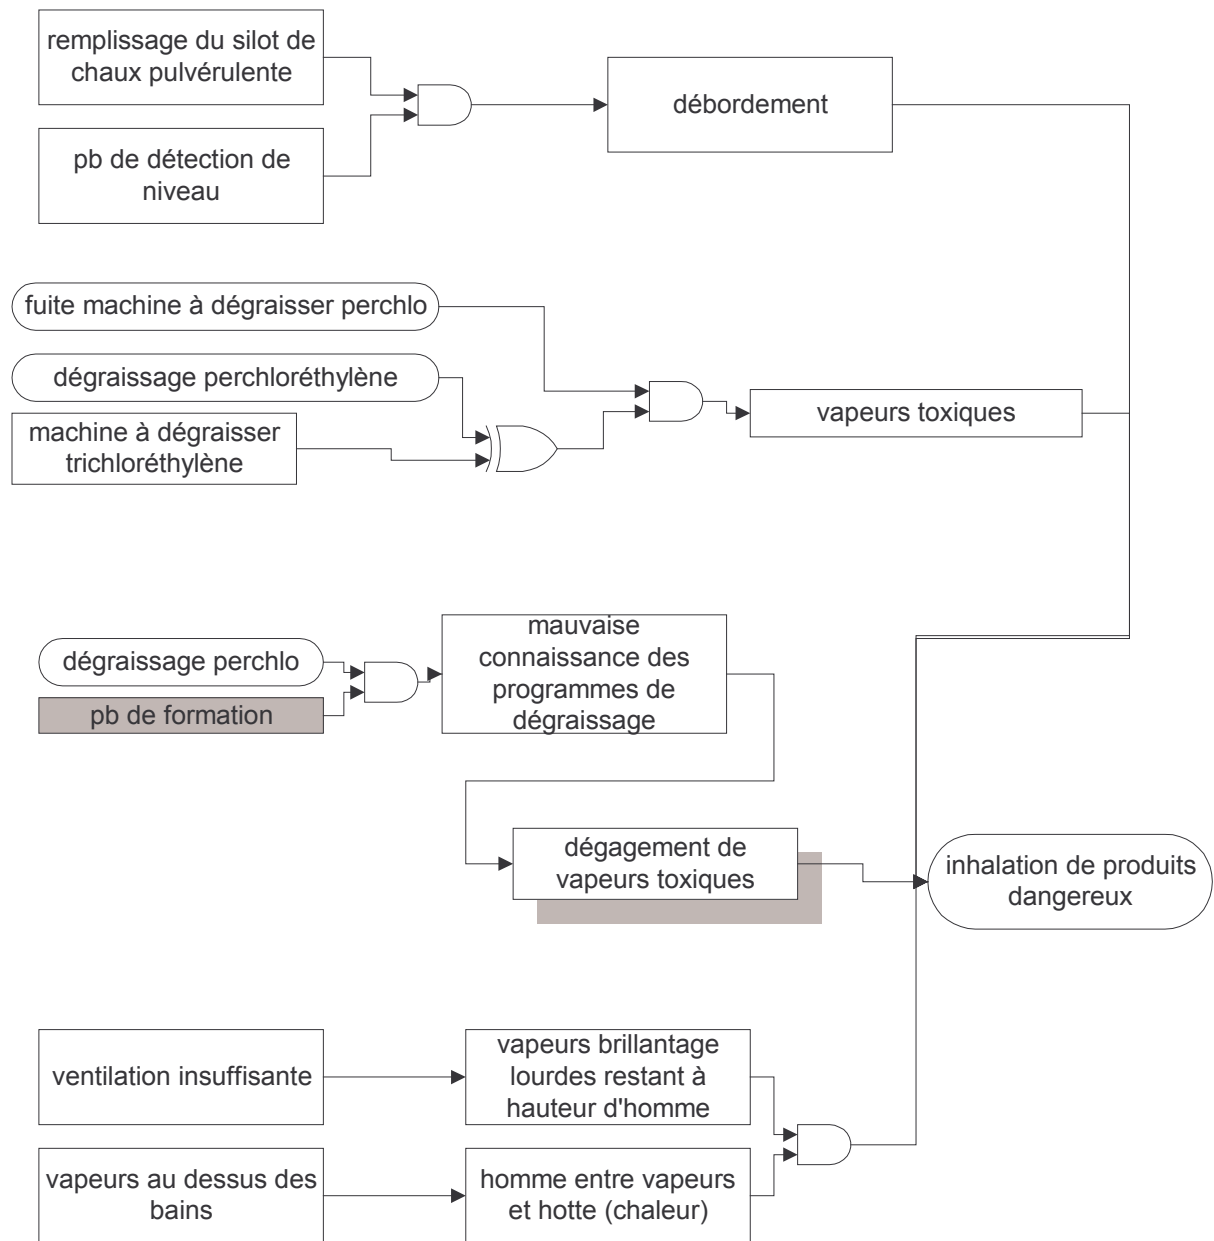 remplissage du silot de
chaux pulvérulente
débordement
pb de détection de
niveau
fuite machine à dégraisser perchlo
dégraissage perchloréthylène
machine à dégraisser
trichloréthylène
vapeurs toxiques
dégraissage perchlo
pb de formation
mauvaise
connaissance des
programmes de
dégraissage
dégagement de
vapeurs toxiques
inhalation de produits
dangereux
ventilation insuffisante
vapeurs brillantage
lourdes restant à
hauteur d'homme
vapeurs au dessus des
bains
homme entre vapeurs
et hotte (chaleur)